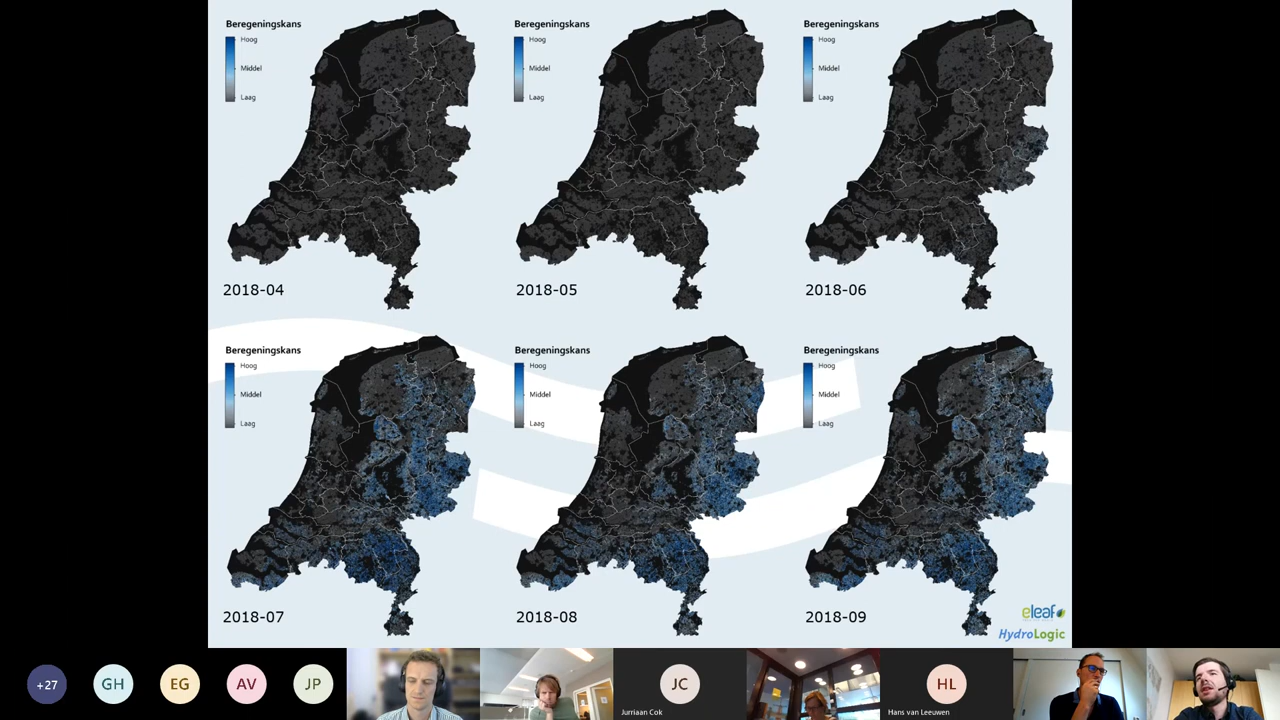 Beregeningskans
Hoog
Middel
Laag
2018-04
Beregeningskans
Hoog
Middel
Laag
2018-05
Beregeningskans
Hoog
Middel
Laag
2018-06
Beregeningskans
Hoog
Middel
Laag
2018-07
Beregeningskans
Hoog
Middel
Laag
2018-08
Beregeningskans
Hoog
Middel
Laag
2018-09
eleaf
HydroLogic
+27
GH
EG
AV
JP
JC
Jurriaan Cok
HL
Hans van Leeuwen